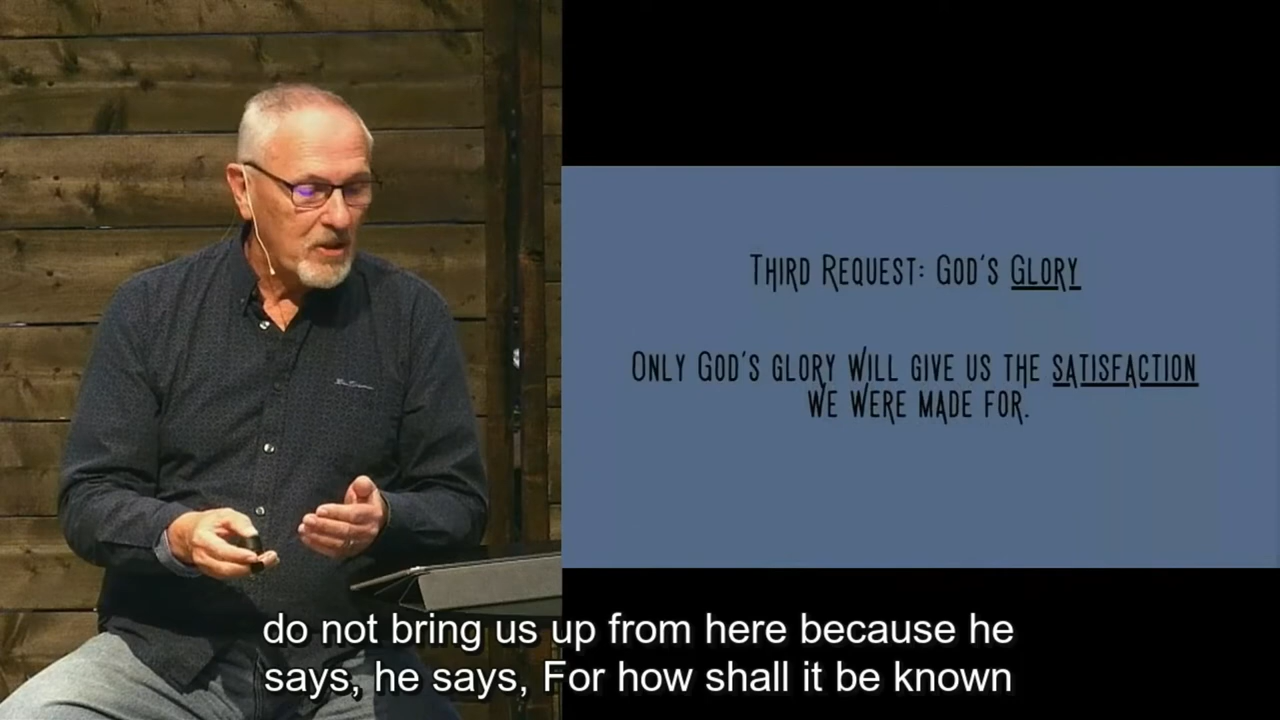 THIRD REQUEST: GOD'S GLORY
ONLY GOD'S GLORY WILL GIVE US THE SATISFACTION
WE WERE MADE FOR.
do not bring us up from here because he
says, he says, For how shall it be known